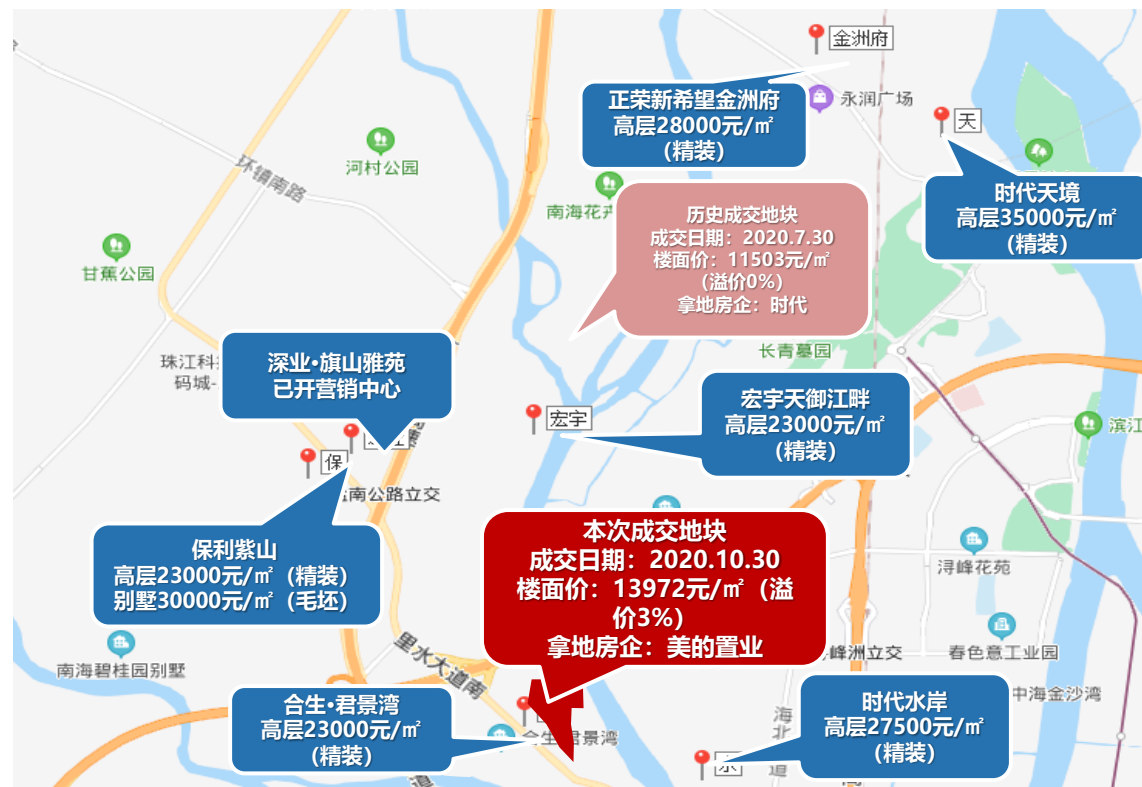 金洲府
正荣新希望金洲府
高层28000元/㎡
（精装）
永润广场
天
河村公园
环镇南路
南海花卉
时代天境
高层35000元/㎡
（精装）
历史成交地块
成交日期：2020.7.30
楼面价：11503元/㎡
（溢价0%）
拿地房企：时代
甘蕉公园
长青墓园
珠江科
码城-
深业•旗山雅苑
已开营销中心
宏宇
宏宇天御江畔
高层23000元/㎡
（精装）
滨江
保
南公路立交
保利紫山
高层23000元/㎡（精装）
别墅30000元/㎡（毛坯）
本次成交地块
成交日期：2020.10.30
楼面价：13972元/㎡（溢
价3%）
拿地房企：美的置业
浔峰花苑
里水大道南
南海碧桂园别墅
峰洲立交
春色意工业园
合生•君景湾
高层23000元/㎡
（精装）
合生君景湾
海
北
道
水
时代水岸
高层27500元/㎡
（精装）
中海金沙湾
湾